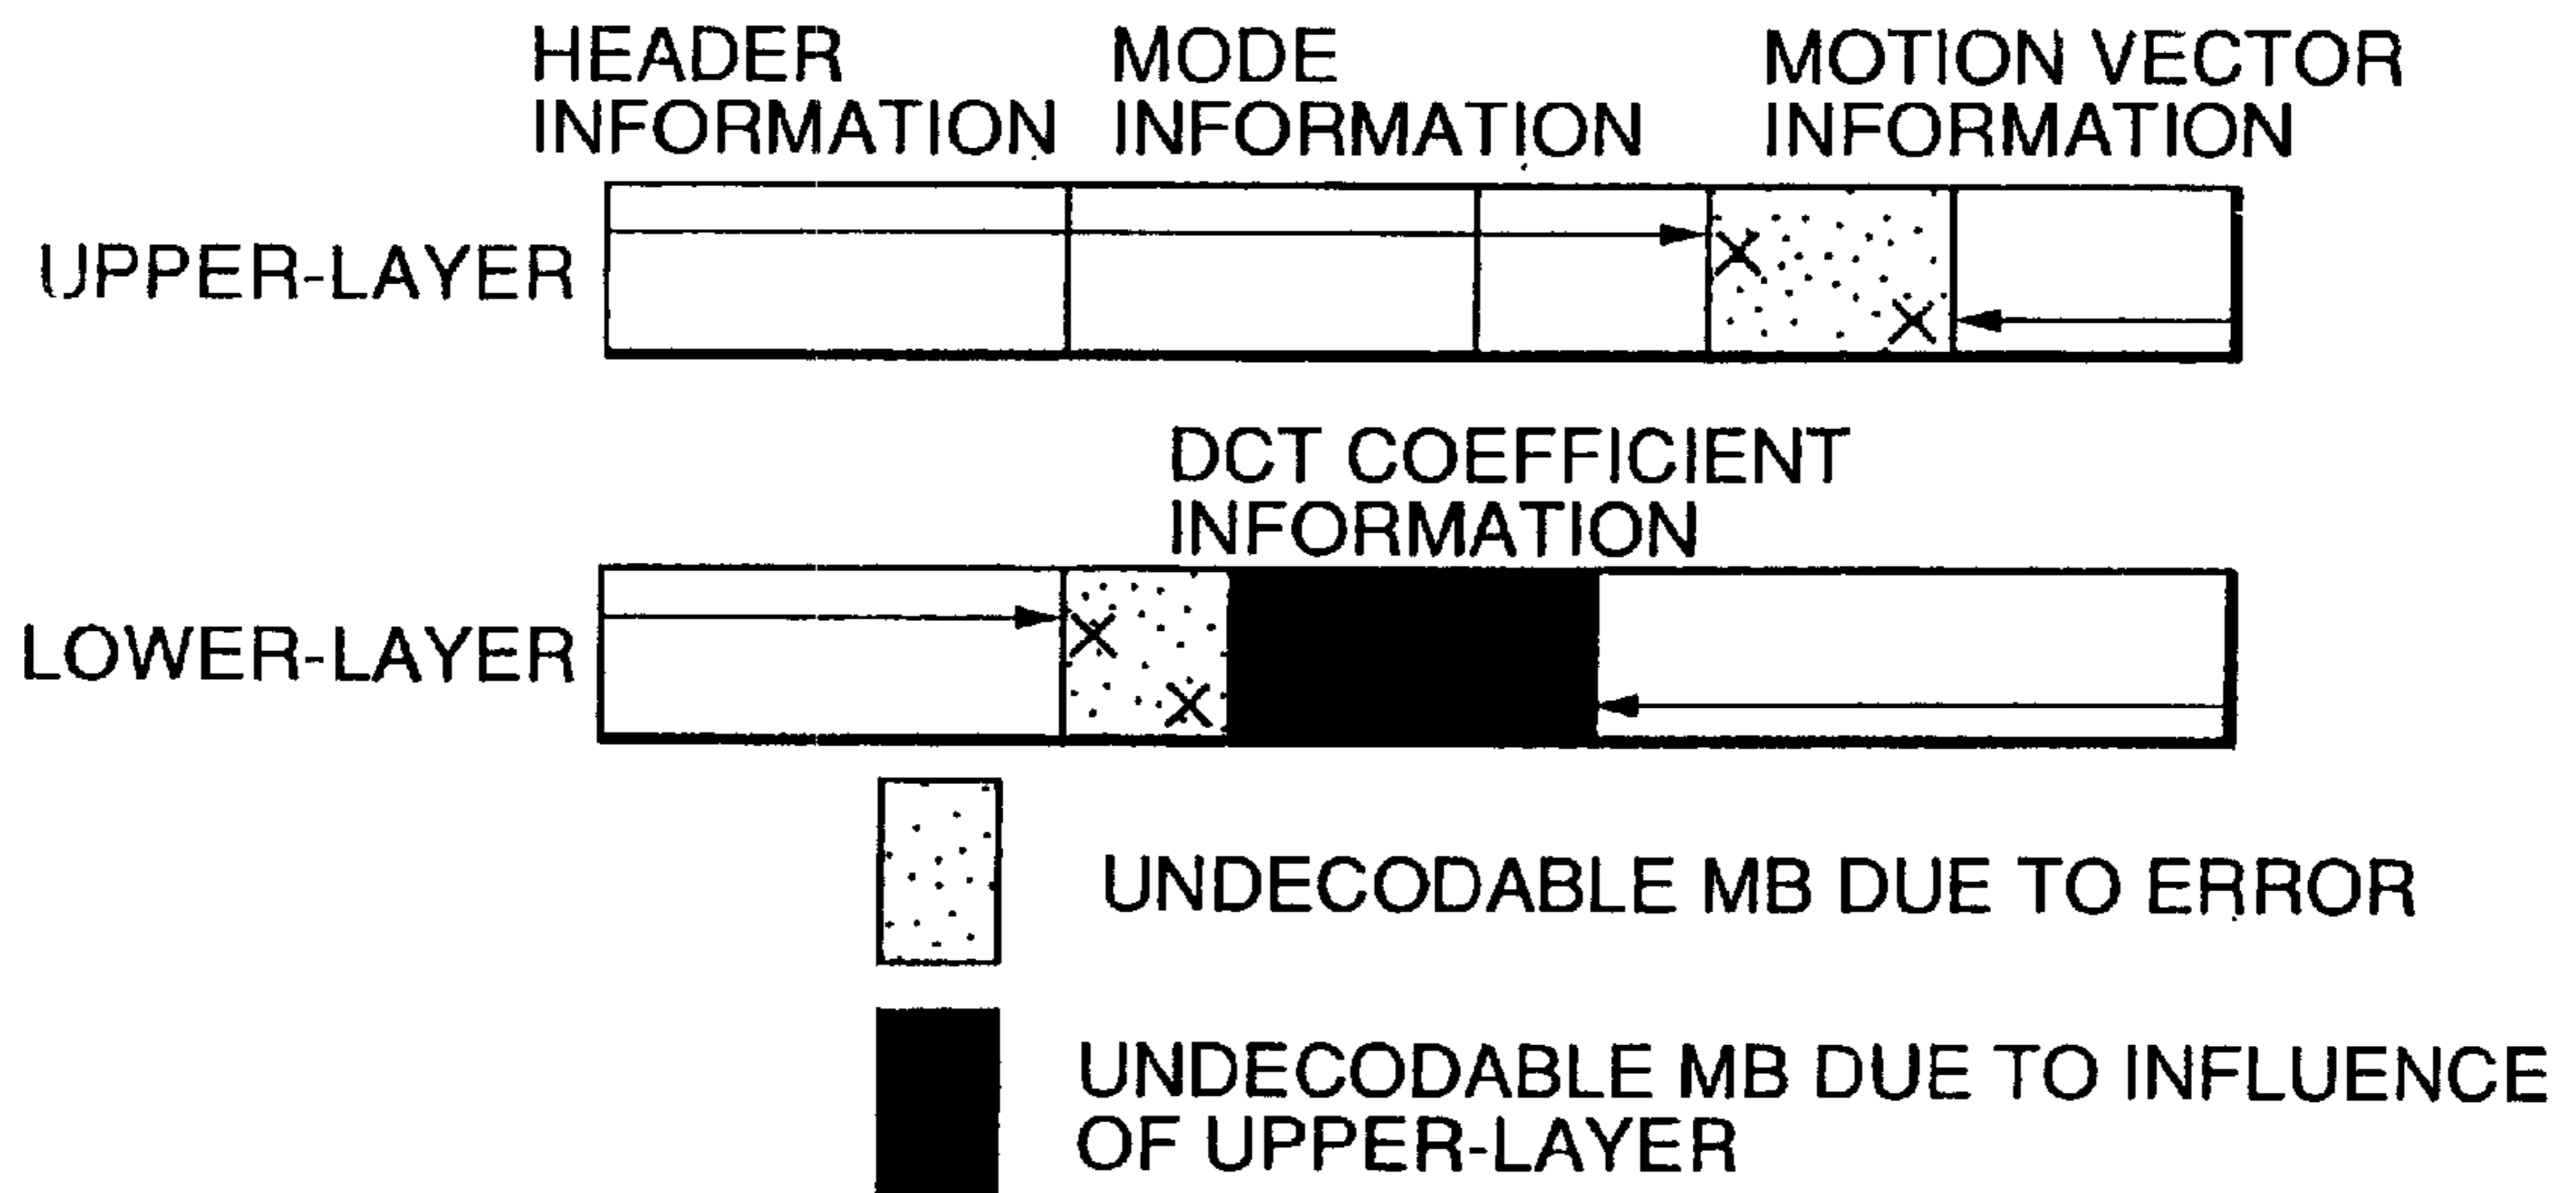 HEADER
INFORMATION
MODE
INFORMATION
MOTION VECTOR
INFORMATION
UPPER-LAYER
DCT COEFFICIENT
INFORMATION
LOWER-LAYER
UNDECODABLE MB DUE TO ERROR
UNDECODABLE MB DUE TO INFLUENCE
OF UPPER-LAYER